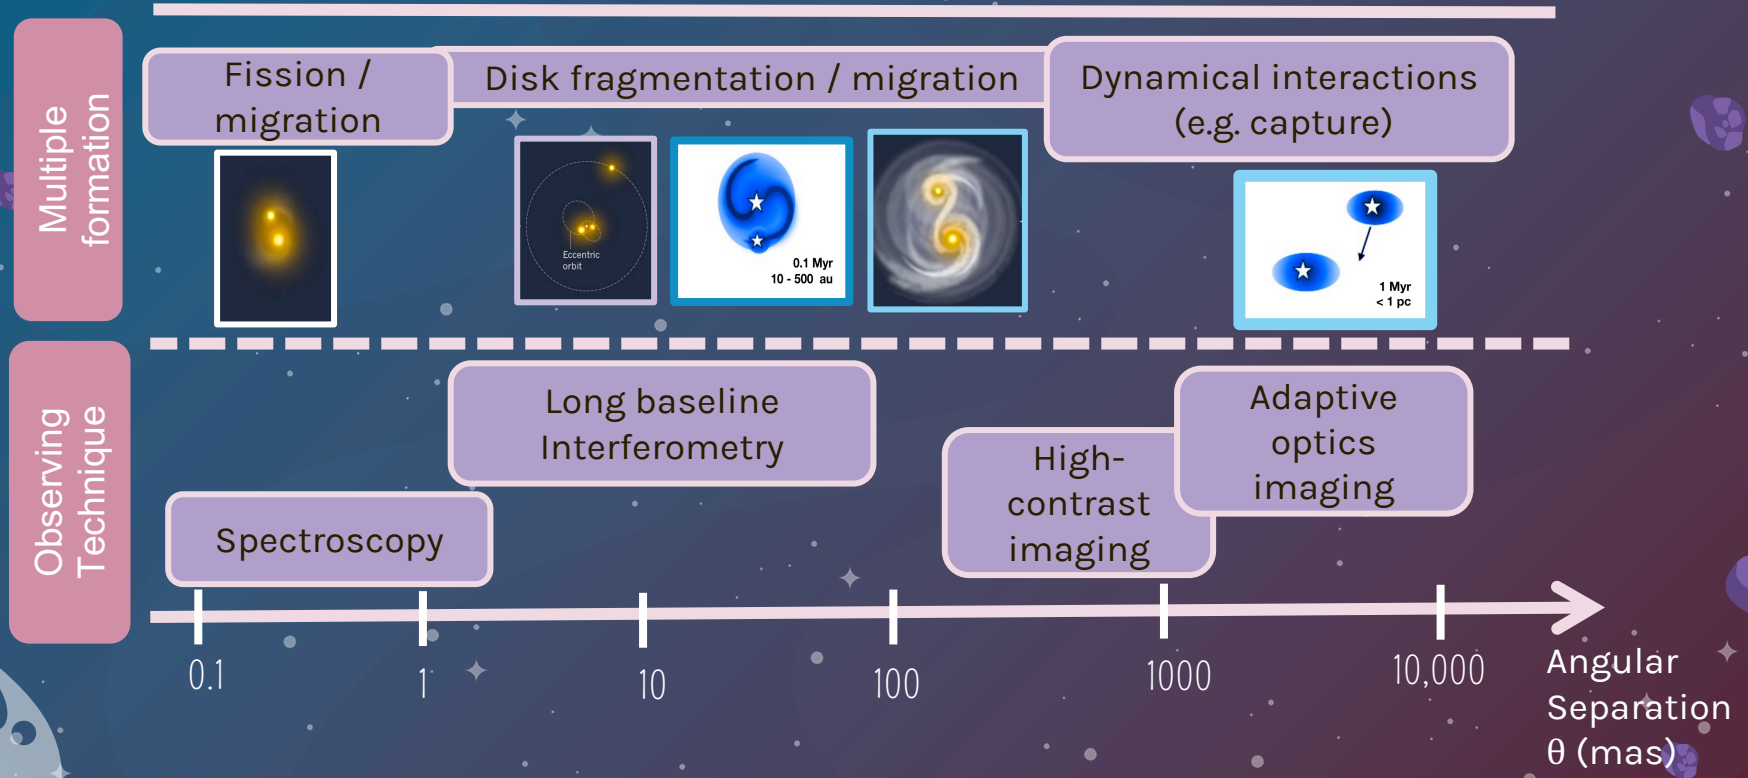 Multiple
formation
Fission /
migration
Disk fragmentation / migration
Dynamical interactions
(e.g. capture)
Eccentric
orbit
0.1 Myr
10 - 500 au
1 Myr
< 1 pc
Observing
Technique
Spectroscopy
Long baseline
Interferometry
High-
contrast
imaging
Adaptive
optics
imaging
0.1
1
10
100
1000
10,000
Angular
Separation
θ (mas)